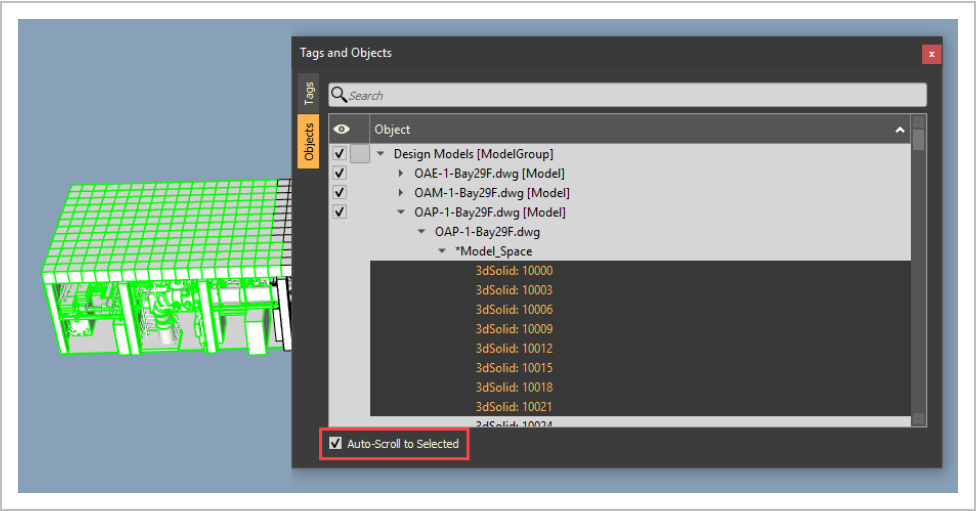 Tags and Objects
x
Tags
Objects
Search
Object
Design Models [ModelGroup]
OAE-1-Bay29F.dwg [Model]
OAM-1-Bay29F.dwg [Model]
OAP-1-Bay29F.dwg [Model]
OAP-1-Bay29F.dwg
*Model_Space
3dSolid: 10000
3dSolid: 10003
3dSolid: 10006
3dSolid: 10009
3dSolid: 10012
3dSolid: 10015
3dSolid: 10018
3dSolid: 10021
3dSolid: 10024
Auto-Scroll to Selected